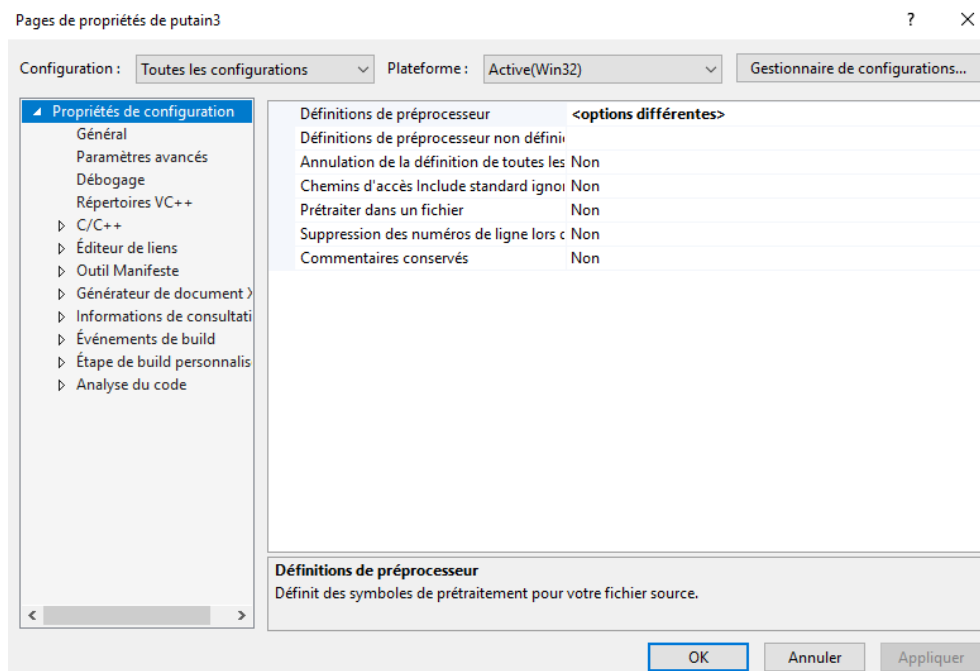 Pages de propriétés de putain3
?
Configuration : Toutes les configurations Plateforme : Active(Win32) Gestionnaire de configurations...
Propriétés de configuration
Général
Paramètres avancés
Débogage
Répertoires VC++
C/C++
Éditeur de liens
Outil Manifeste
Générateur de document X
Informations de consultati
Événements de build
Étape de build personnalis
Analyse du code
Définitions de préprocesseur <options différentes>
Définitions de préprocesseur non défini
Annulation de la définition de toutes les Non
Chemins d'accès Include standard ignor Non
Prétraiter dans un fichier Non
Suppression des numéros de ligne lors d Non
Commentaires conservés Non
Définitions de préprocesseur
Définit des symboles de prétraitement pour votre fichier source.
OK Annuler Appliquer